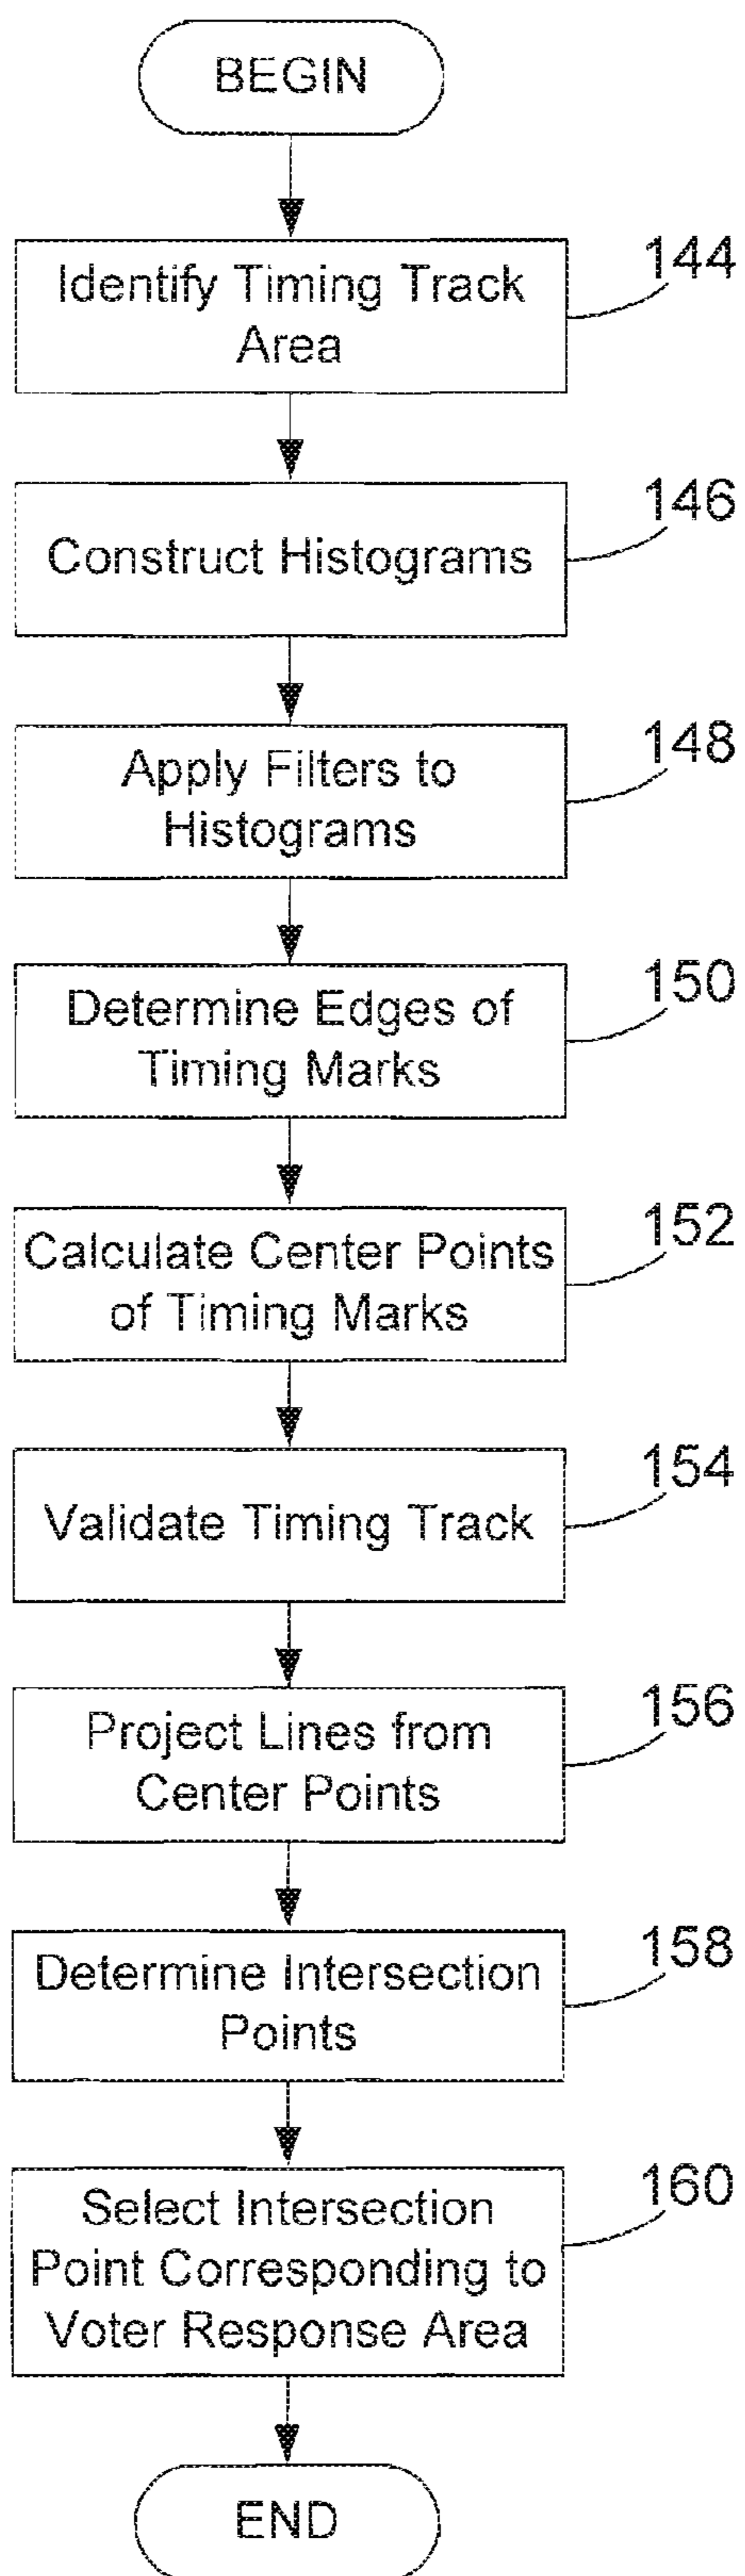 BEGIN
Identify Timing Track
Area
144
Construct Histograms
146
Apply Filters to
Histograms
148
Determine Edges of
Timing Marks
150
Calculate Center Points
of Timing Marks
152
Validate Timing Track
154
Project Lines from
Center Points
156
Determine Intersection
Points
158
Select Intersection
Point Corresponding to
Voter Response Area
160
END